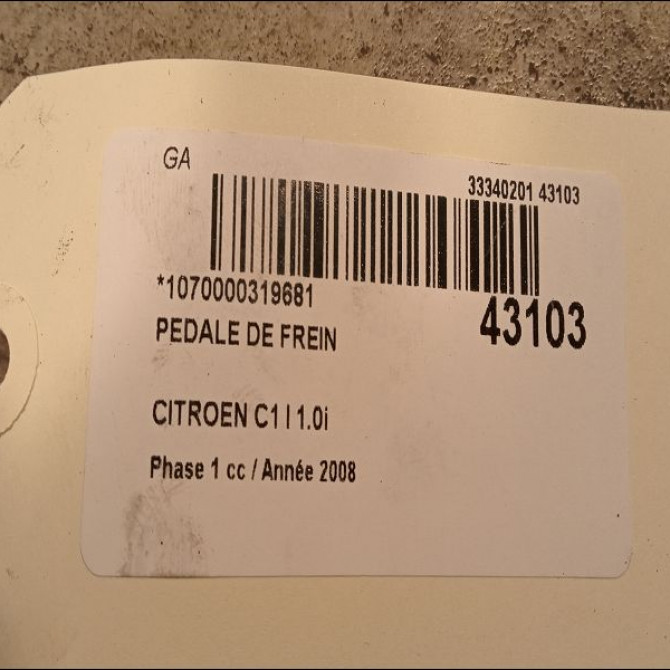 GA
33340201 43103
*1070000319681
43103
PEDALE DE FREIN
CITROEN C1 I 1.0i
Phase 1 cc / Année 2008